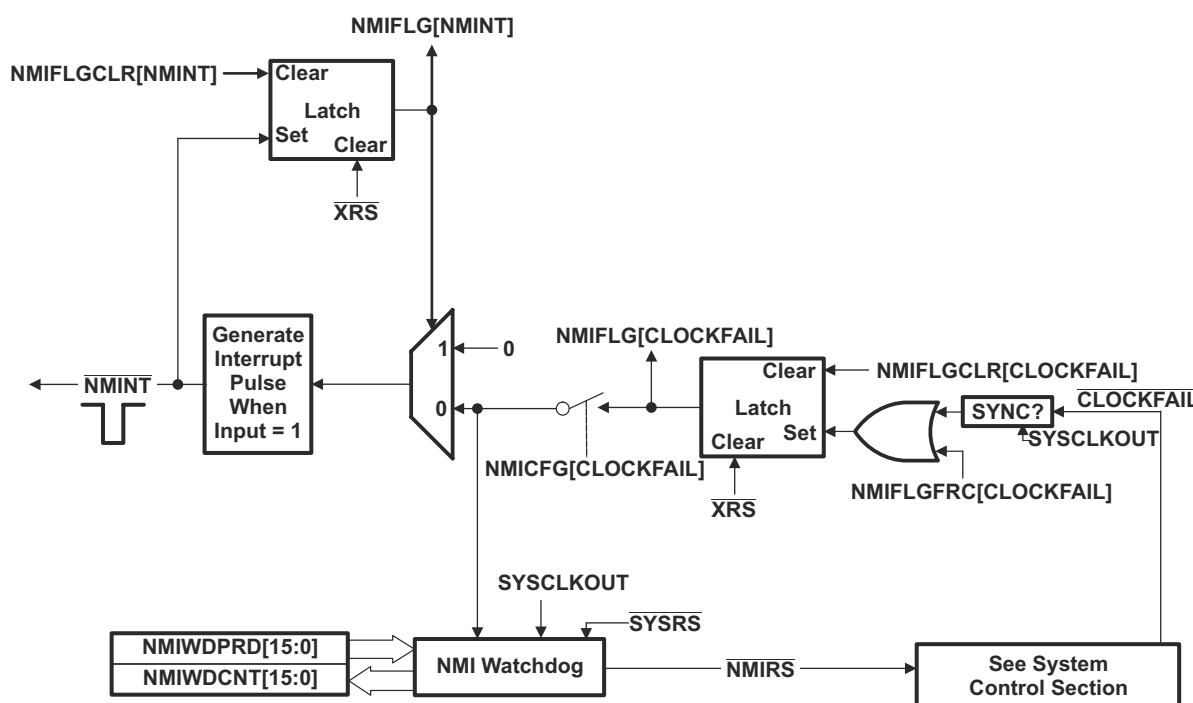 NMIFLG[NMINT]
NMIFLGCLR[NMINT]
Clear
Latch
Set
Clear
XRS
Generate
Interrupt
Pulse
When
Input = 1
NMINT
1
0
0
NMIFLG[CLOCKFAIL]
NMICFG[CLOCKFAIL]
Clear
Latch
Set
Clear
XRS
NMIFLGCLR[CLOCKFAIL]
CLOCKFAIL
SYNC?
SYSCLKOUT
NMIFLGFRC[CLOCKFAIL]
SYSCLKOUT
SYSRS
NMIWDPRD[15:0]
NMIWDCNT[15:0]
NMI Watchdog
NMIRS
See System
Control Section